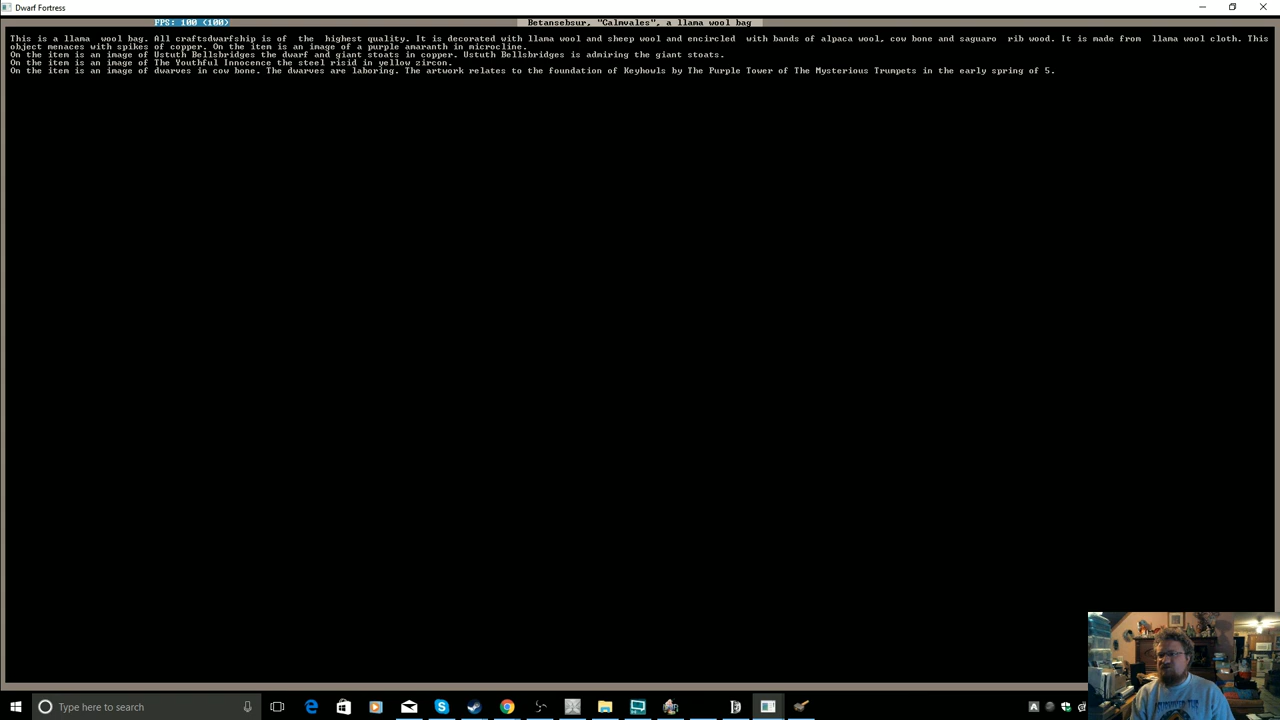 Dwarf Fortress
FPS: 100 (100)
Betansebsur, "Calmvales", a llama wool bag
This is a llama wool bag. All craftsdwarfship is of the highest quality. It is decorated with llama wool and sheep wool and encircled with bands of alpaca wool, cow bone and saguaro rib wood. It is made from llama wool cloth. This
object menaces with spikes of copper. On the item is an image of a purple amaranth in microcline.
On the item is an image of Ustuth Bellsbridges the dwarf and giant stoats in copper. Ustuth Bellsbridges is admiring the giant stoats.
On the item is an image of The Youthful Innocence the steel risid in yellow zircon.
On the item is an image of dwarves in cow bone. The dwarves are laboring. The artwork relates to the foundation of Keyhowls by The Purple Tower of The Mysterious Trumpets in the early spring of 5.
Type here to search